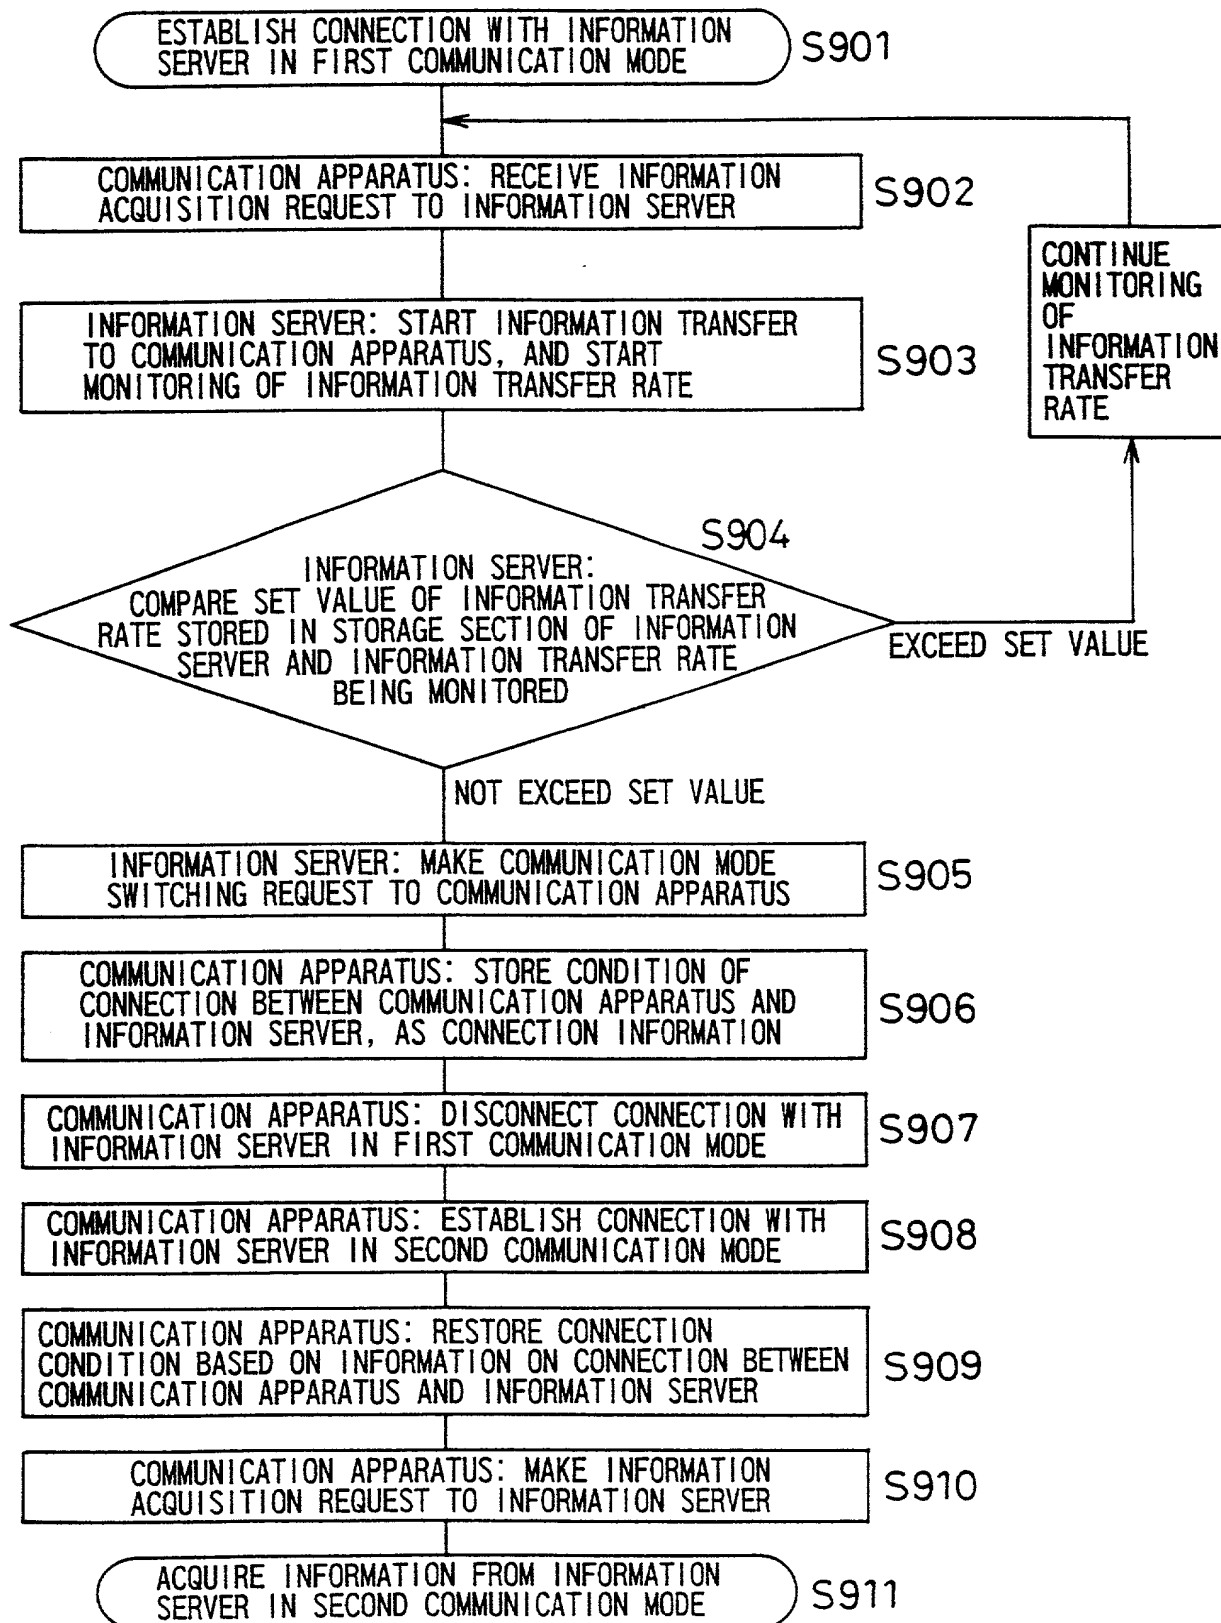 ESTABLISH CONNECTION WITH INFORMATION
SERVER IN FIRST COMMUNICATION MODE
S901
COMMUNICATION APPARATUS: RECEIVE INFORMATION
ACQUISITION REQUEST TO INFORMATION SERVER
S902
CONTINUE
MONITORING
OF
INFORMATION
TRANSFER
RATE
INFORMATION SERVER: START INFORMATION TRANSFER
TO COMMUNICATION APPARATUS, AND START
MONITORING OF INFORMATION TRANSFER RATE
S903
S904
INFORMATION SERVER:
COMPARE SET VALUE OF INFORMATION TRANSFER
RATE STORED IN STORAGE SECTION OF INFORMATION
SERVER AND INFORMATION TRANSFER RATE
BEING MONITORED
EXCEED SET VALUE
NOT EXCEED SET VALUE
INFORMATION SERVER: MAKE COMMUNICATION MODE
SWITCHING REQUEST TO COMMUNICATION APPARATUS
S905
COMMUNICATION APPARATUS: STORE CONDITION OF
CONNECTION BETWEEN COMMUNICATION APPARATUS AND
INFORMATION SERVER, AS CONNECTION INFORMATION
S906
COMMUNICATION APPARATUS: DISCONNECT CONNECTION WITH
INFORMATION SERVER IN FIRST COMMUNICATION MODE
S907
COMMUNICATION APPARATUS: ESTABLISH CONNECTION WITH
INFORMATION SERVER IN SECOND COMMUNICATION MODE
S908
COMMUNICATION APPARATUS: RESTORE CONNECTION
CONDITION BASED ON INFORMATION ON CONNECTION BETWEEN
COMMUNICATION APPARATUS AND INFORMATION SERVER
S909
COMMUNICATION APPARATUS: MAKE INFORMATION
ACQUISITION REQUEST TO INFORMATION SERVER
S910
ACQUIRE INFORMATION FROM INFORMATION
SERVER IN SECOND COMMUNICATION MODE
S911